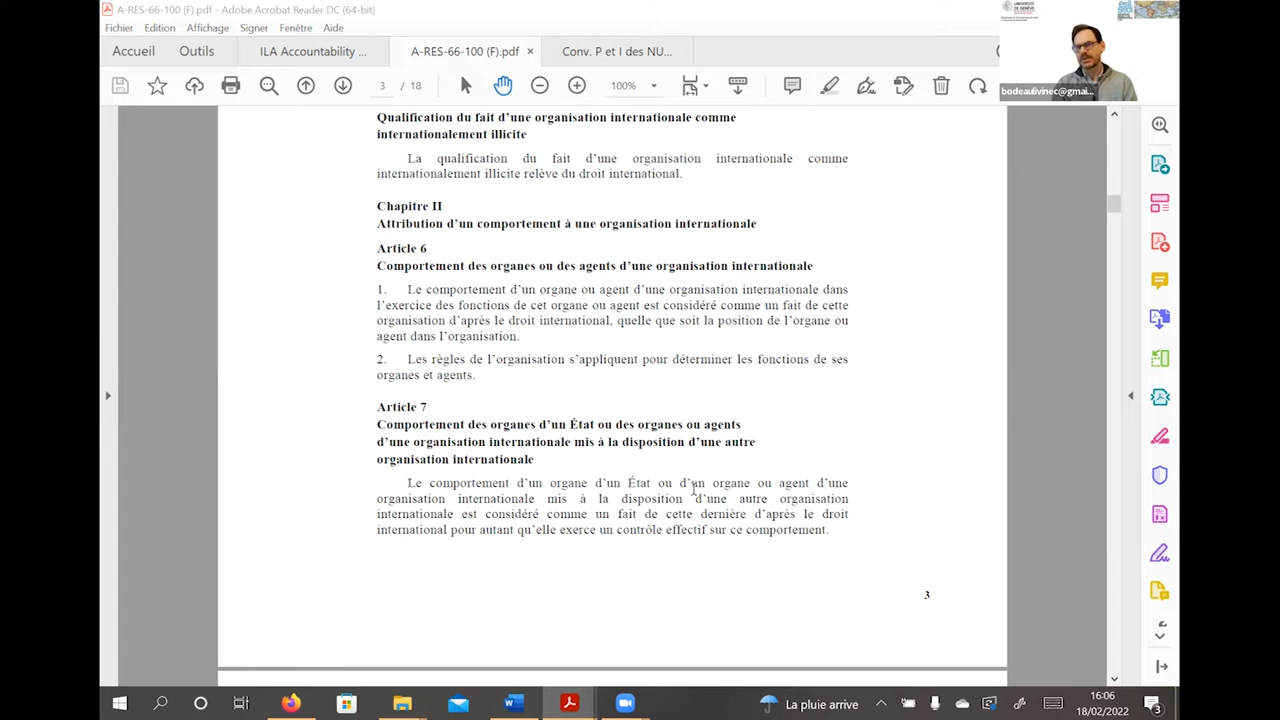 A-RES-66-100 (F).pdf - Adobe Acrobat Reader DC (64-bit)
Fichier Edition Affichage Signer Fenêtre Aide
Accueil Outils ILA Accountability ... A-RES-66-100 (F).pdf × Conv. P et I des NU...
3 / 18 100%
UNIVERSITÉ DE GENÈVE
bodeaulivinec@gmai...
Qualification du fait d’une organisation internationale comme
internationalement illicite
La qualification du fait d’une organisation internationale comme
internationalement illicite relève du droit international.
Chapitre II
Attribution d’un comportement à une organisation internationale
Article 6
Comportement des organes ou des agents d’une organisation internationale
1. Le comportement d’un organe ou agent d’une organisation internationale dans
l’exercice des fonctions de cet organe ou agent est considéré comme un fait de cette
organisation d’après le droit international, quelle que soit la position de l’organe ou
agent dans l’organisation.
2. Les règles de l’organisation s’appliquent pour déterminer les fonctions de ses
organes et agents.
Article 7
Comportement des organes d’un État ou des organes ou agents
d’une organisation internationale mis à la disposition d’une autre
organisation internationale
Le comportement d’un organe d’un État ou d’un organe ou agent d’une
organisation internationale mis à la disposition d’une autre organisation
internationale est considéré comme un fait de cette dernière d’après le droit
international pour autant qu’elle exerce un contrôle effectif sur ce comportement.
3
La pluie arrive
16:06
18/02/2022
3